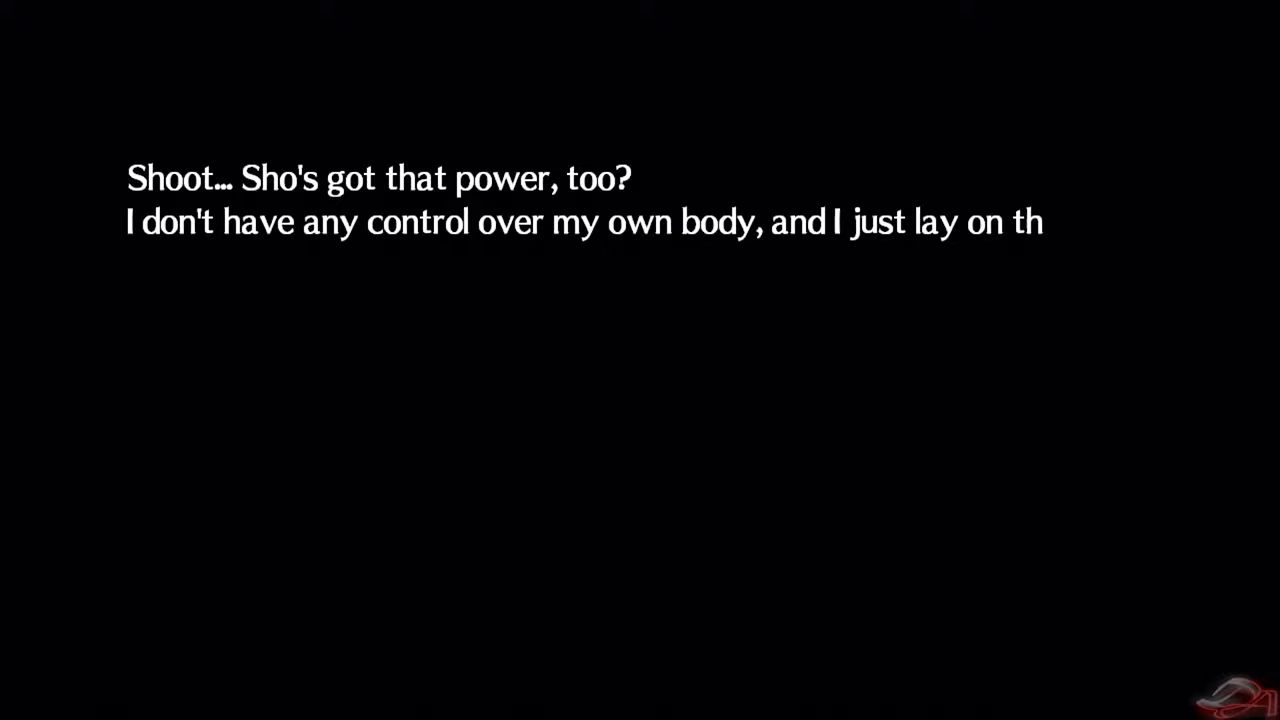 Shoot... Sho's got that power, too?
I don't have any control over my own body, and I just lay on th